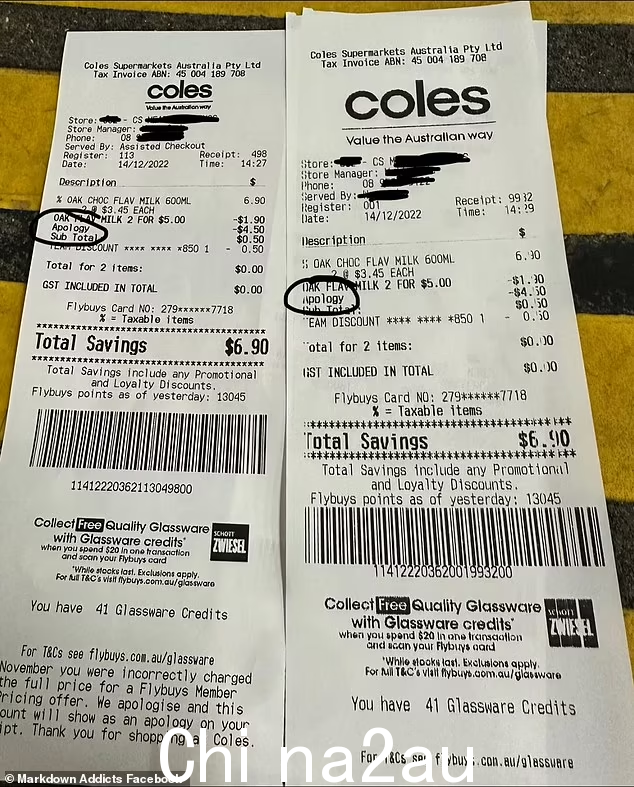 Coles Supermarkets Australia Pty Ltd
Tax Invoice ABN: 45 004 189 708
coles
Value the Australian way
Store: - CS
Store Manager:
Phone: 08
Served By: Assisted Checkout
Register: 113 Receipt: 498
Date: 14/12/2022 Time: 14:27
Description $
% OAK CHOC FLAV MILK 600ML 6.90
2 @ $3.45 EACH
OAK FLAV MILK 2 FOR $5.00 -$1.90
Apology -$4.50
Sub Total $0.50
TEAM DISCOUNT **** **** *850 1 - 0.50
Total for 2 items: $0.00
GST INCLUDED IN TOTAL $0.00
Flybuys Card NO: 279******7718
% = Taxable items
Total Savings $6.90
Total Savings include any Promotional
and Loyalty Discounts.
Flybuys points as of yesterday: 13045
11412220362113049800
Collect Free Quality Glassware
with Glassware credits*
when you spend $20 in one transaction
and scan your Flybuys card
SCHOTT
ZWIESEL
*While stocks last. Exclusions apply.
For full T&C's visit flybuys.com.au/glassware
You have 41 Glassware Credits
For T&Cs see flybuys.com.au/glassware
November you were incorrectly charged
the full price for a Flybuys Member
Pricing offer. We apologise and this
ount will show as an apology on your
ipt. Thank you for shopping at Coles.
Coles Supermarkets Australia Pty Ltd
Tax Invoice ABN: 45 004 189 708
coles
Value the Australian way
Store: - CS
Store Manager:
Phone: 08
Served By:
Register: 001 Receipt: 9932
Date: 14/12/2022 Time: 14:29
Description $
% OAK CHOC FLAV MILK 600ML 6.90
2 @ $3.45 EACH
OAK FLAV MILK 2 FOR $5.00 -$1.90
Apology -$4.50
Sub Total $0.50
TEAM DISCOUNT **** **** *850 1 - 0.50
Total for 2 items: $0.00
GST INCLUDED IN TOTAL $0.00
Flybuys Card NO: 279******7718
% = Taxable items
Total Savings $6.90
Total Savings include any Promotional
and Loyalty Discounts.
Flybuys points as of yesterday: 13045
11412220362001993200
Collect Free Quality Glassware
with Glassware credits*
when you spend $20 in one transaction
and scan your Flybuys card
SCHOTT
ZWIESEL
*While stocks last. Exclusions apply.
For full T&C's visit flybuys.com.au/glassware
You have 41 Glassware Credits
For T&Cs see flybuys.com.au/glassware
© Markdown Addicts Facebook
Chi na2au